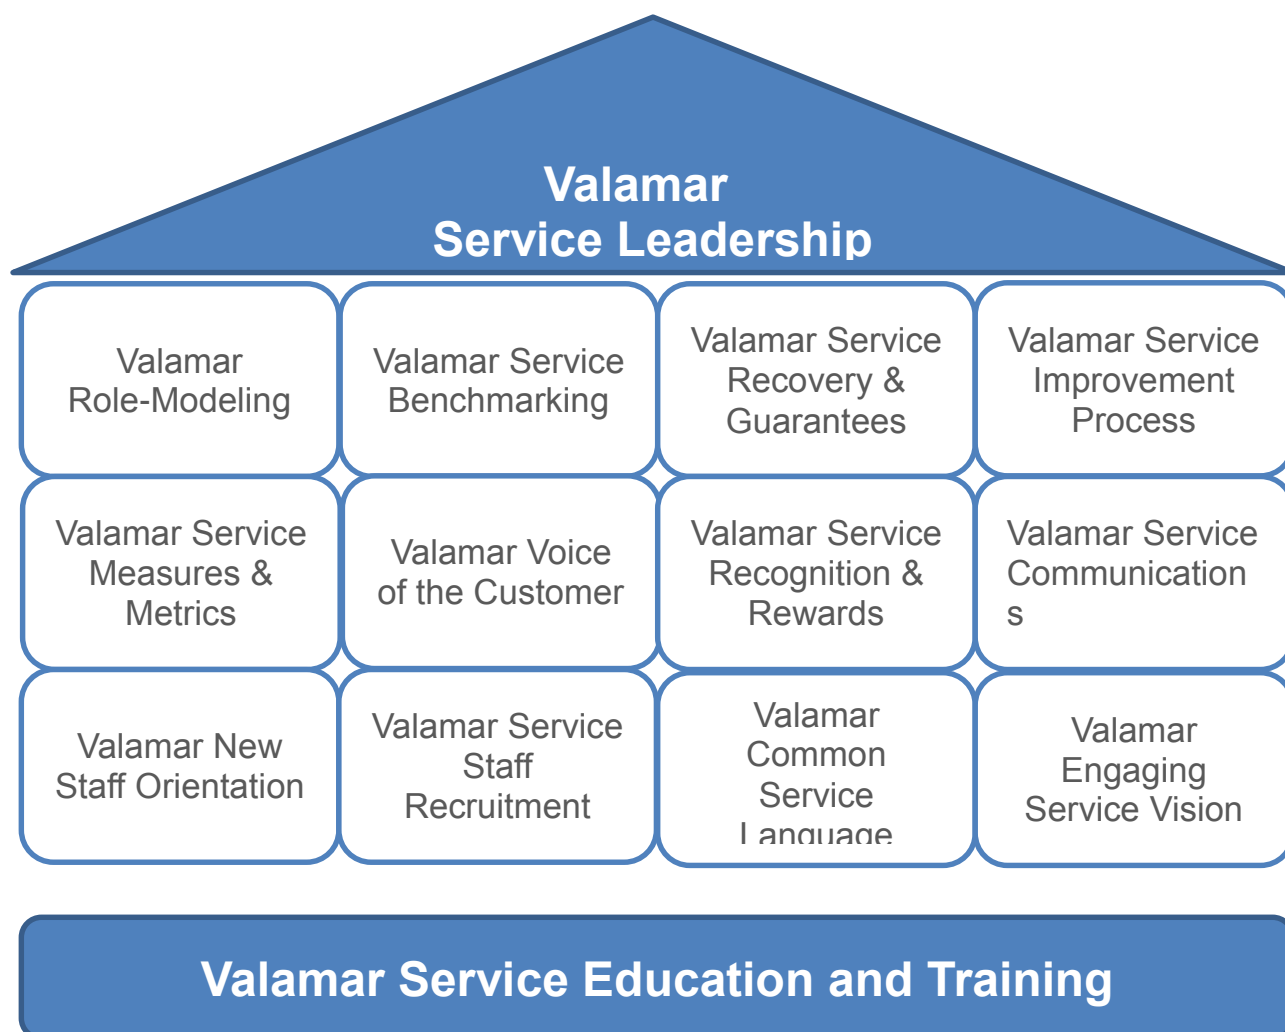 Valamar
Service Leadership
Valamar
Role-Modeling
Valamar Service
Benchmarking
Valamar Service
Recovery &
Guarantees
Valamar Service
Improvement
Process
Valamar Service
Measures &
Metrics
Valamar Voice
of the Customer
Valamar Service
Recognition &
Rewards
Valamar Service
Communication
s
Valamar New
Staff Orientation
Valamar Service
Staff
Recruitment
Valamar
Common
Service
Language
Valamar
Engaging
Service Vision
Valamar Service Education and Training